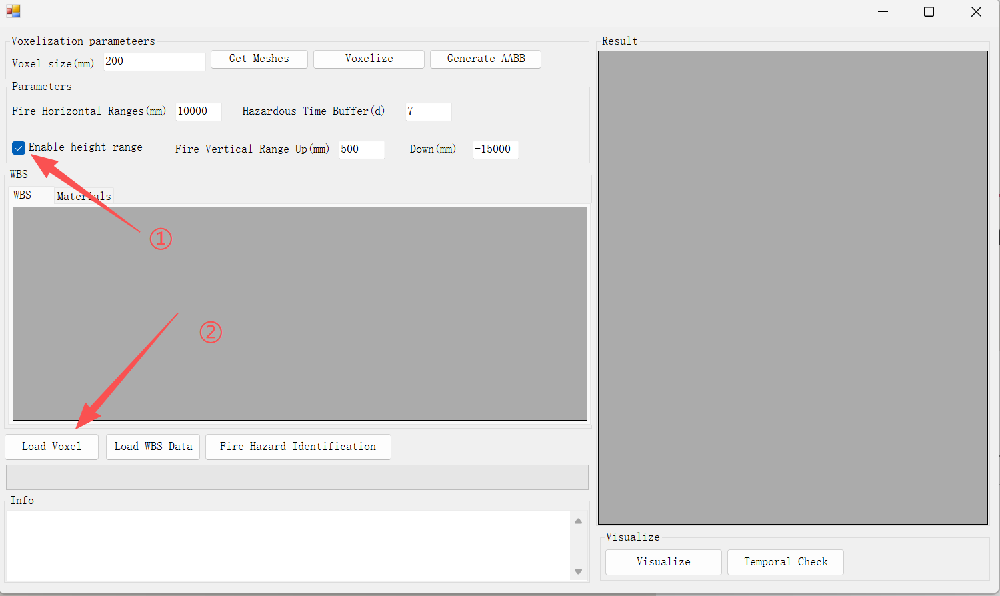 Voxelization parameteers
Voxel size(mm) 200 Get Meshes Voxelize Generate AABB
Parameters
Fire Horizontal Ranges(mm) 10000 Hazardous Time Buffer(d) 7
Enable height range Fire Vertical Range Up(mm) 500 Down(mm) -15000
WBS
WBS Materials
①
②
Load Voxel Load WBS Data Fire Hazard Identification
Info
Result
Visualize
Visualize Temporal Check